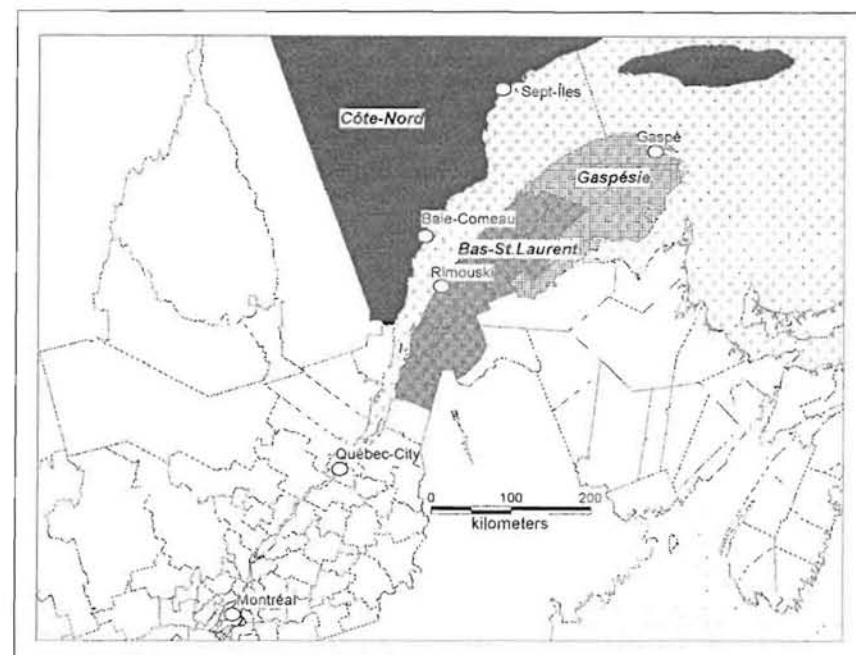 Sept-Îles
Côte-Nord
Gaspé
Gaspésie
Baie-Comeau
Bas-St.Laurent
Rimouski
Québec-City
0 100 200
kilometers
Montréal